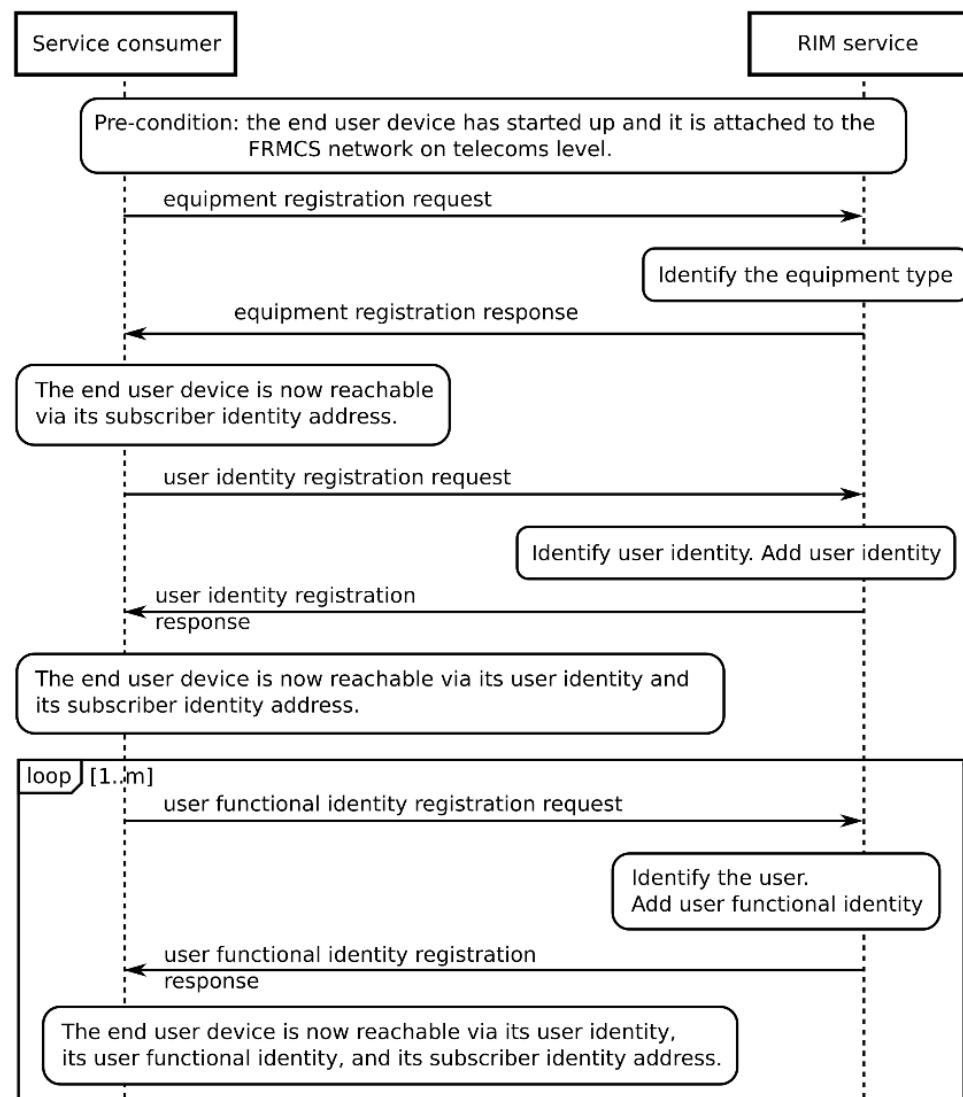 Service consumer
RIM service
Pre-condition: the end user device has started up and it is attached to the
FRMCS network on telecoms level.
equipment registration request
Identify the equipment type
equipment registration response
The end user device is now reachable
via its subscriber identity address.
user identity registration request
Identify user identity. Add user identity
user identity registration
response
The end user device is now reachable via its user identity and
its subscriber identity address.
loop [1..m]
user functional identity registration request
Identify the user.
Add user functional identity
user functional identity registration
response
The end user device is now reachable via its user identity,
its user functional identity, and its subscriber identity address.